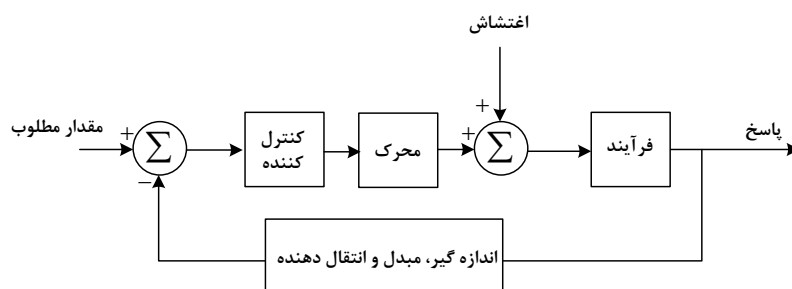 اغتشاش
+
مقدار مطلوب
+
Σ
−
کنترل
کننده
محرک
+
Σ
فرآیند
پاسخ
اندازه گیر، مبدل و انتقال دهنده